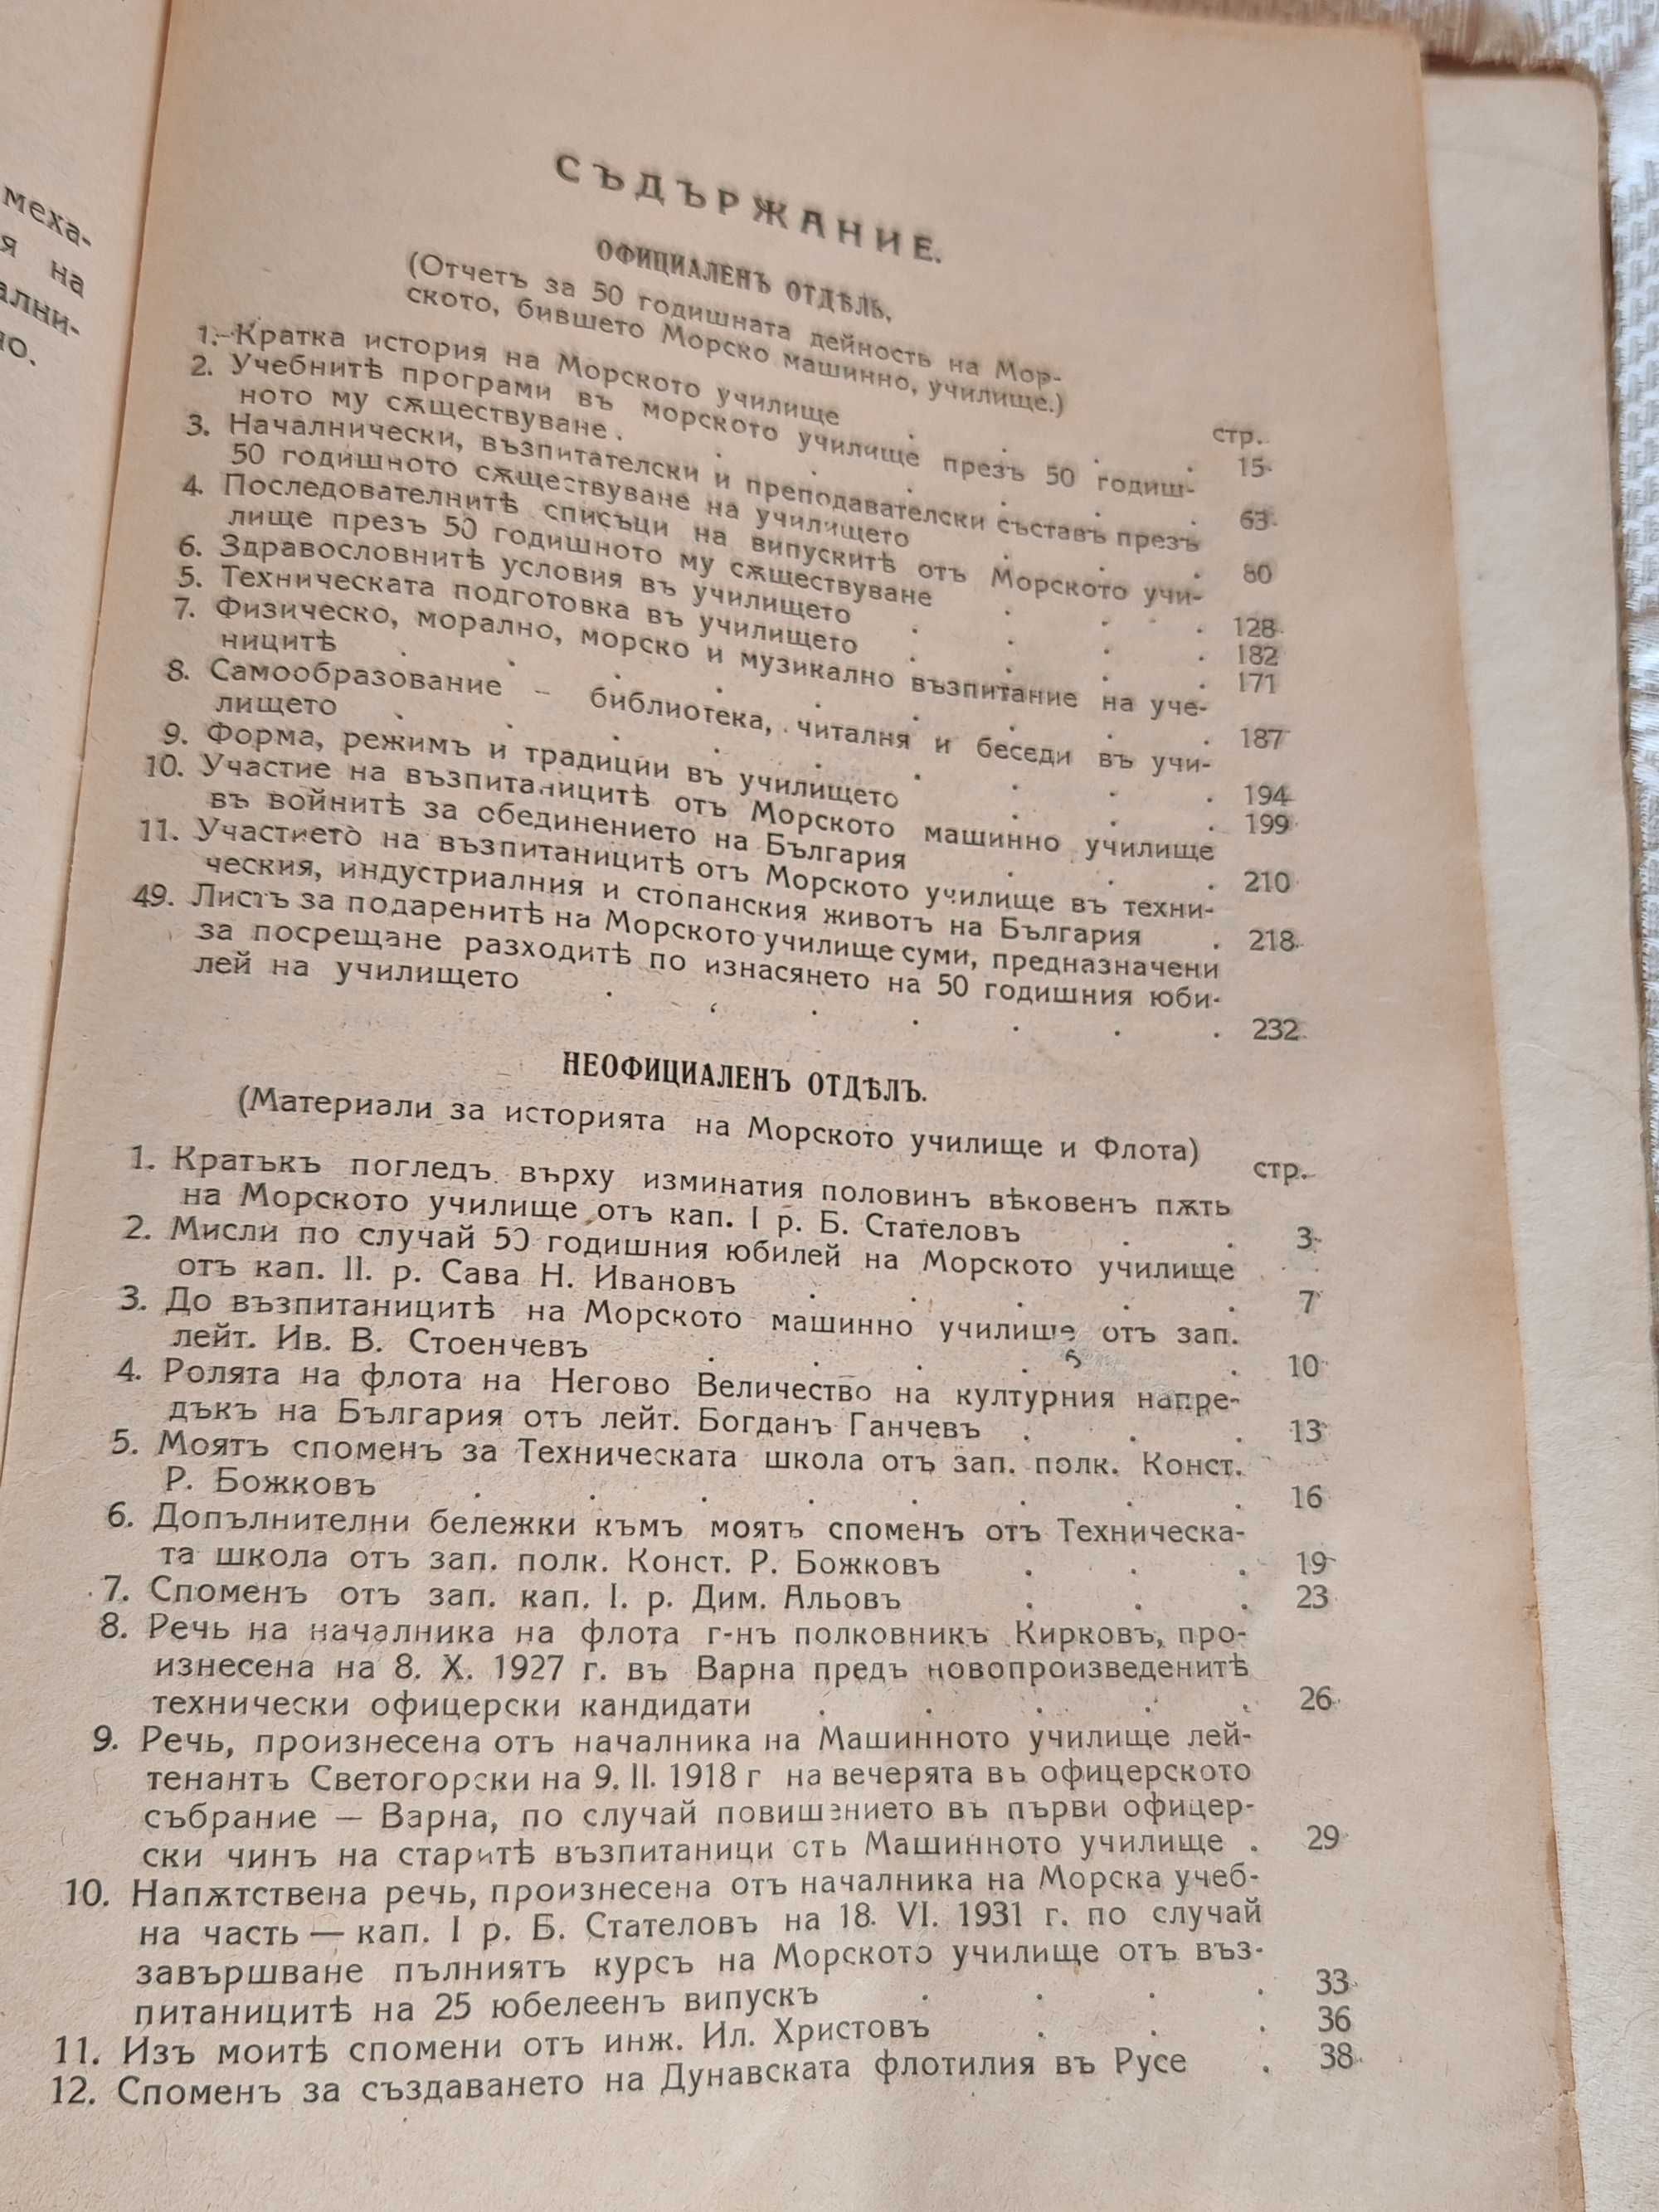 меха-
я на
ални-
но.
СЪДЪРЖАНИЕ.
ОФИЦИАЛЕНЪ ОТДѢЛЪ.
(Отчетъ за 50 годишната дейность на Мор-
ското, бившето Морско машинно, училище.)
стр.
1. Кратка история на Морското училище . . . . 15
2. Учебнитѣ програми въ морското училище презъ 50 годиш-
ното му сѫществуване . . . . . . . 63
3. Началнически, възпитателски и преподавателски съставъ презъ
50 годишното сѫществуване на училището . . . 80
4. Последователнитѣ списъци на випускитѣ отъ Морското учи-
лище презъ 50 годишното му сѫществуване . . . 128
6. Здравословнитѣ условия въ училището . . . . 182
5. Техническата подготовка въ училището . . . . 171
7. Физическо, морално, морско и музикално възпитание на уче-
ницитѣ . . . . . . . . . 187
8. Самообразование – библиотека, читалня и беседи въ учи-
лището . . . . . . . . . 194
9. Форма, режимъ и традиции въ училището . . . 199
10. Участие на възпитаницитѣ отъ Морското машинно училище
въ войнитѣ за обединението на България . . . 210
11. Участието на възпитаницитѣ отъ Морското училище въ техни-
ческия, индустриалния и стопанския животъ на България . 218
49. Листъ за подаренитѣ на Морското училище суми, предназначени
за посрещане разходитѣ по изнасянето на 50 годишния юби-
лей на училището . . . . . . . 232
НЕОФИЦИАЛЕНЪ ОТДѢЛЪ.
(Материали за историята на Морското училище и Флота)
стр.
1. Кратъкъ погледъ върху изминатия половинъ вѣковенъ пѫть
на Морското училище отъ кап. I р. Б. Стателовъ . . 3
2. Мисли по случай 50 годишния юбилей на Морското училище
отъ кап. II. р. Сава Н. Ивановъ . . . . . 7
3. До възпитаницитѣ на Морското машинно училище отъ зап.
лейт. Ив. В. Стоенчевъ . . . . . . 10
4. Ролята на флота на Негово Величество на културния напре-
дъкъ на България отъ лейт. Богданъ Ганчевъ . . . 13
5. Моятъ споменъ за Техническата школа отъ зап. полк. Конст.
Р. Божковъ . . . . . . . . 16
6. Допълнителни бележки къмъ моятъ споменъ отъ Техническа-
та школа отъ зап. полк. Конст. Р. Божковъ . . . 19
7. Споменъ отъ зап. кап. I. р. Дим. Альовъ . . . 23
8. Речь на началника на флота г-нъ полковникъ Кирковъ, про-
изнесена на 8. X. 1927 г. въ Варна предъ новопроизведенитѣ
технически офицерски кандидати . . . . . 26
9. Речь, произнесена отъ началника на Машинното училище лей-
тенантъ Светогорски на 9. II. 1918 г на вечерята въ офицерското
събрание — Варна, по случай повишението въ първи офицер-
ски чинъ на старитѣ възпитаници отъ Машинното училище . 29
10. Напѫтствена речь, произнесена отъ началника на Морска учеб-
на часть — кап. I р. Б. Стателовъ на 18. VI. 1931 г. по случай
завършване пълниятъ курсъ на Морското училище отъ въз-
питаницитѣ на 25 юбелеенъ випускъ . . . . 33
11. Изъ моитѣ спомени отъ инж. Ил. Христовъ . . . 36
12. Споменъ за създаването на Дунавската флотилия въ Русе . 38